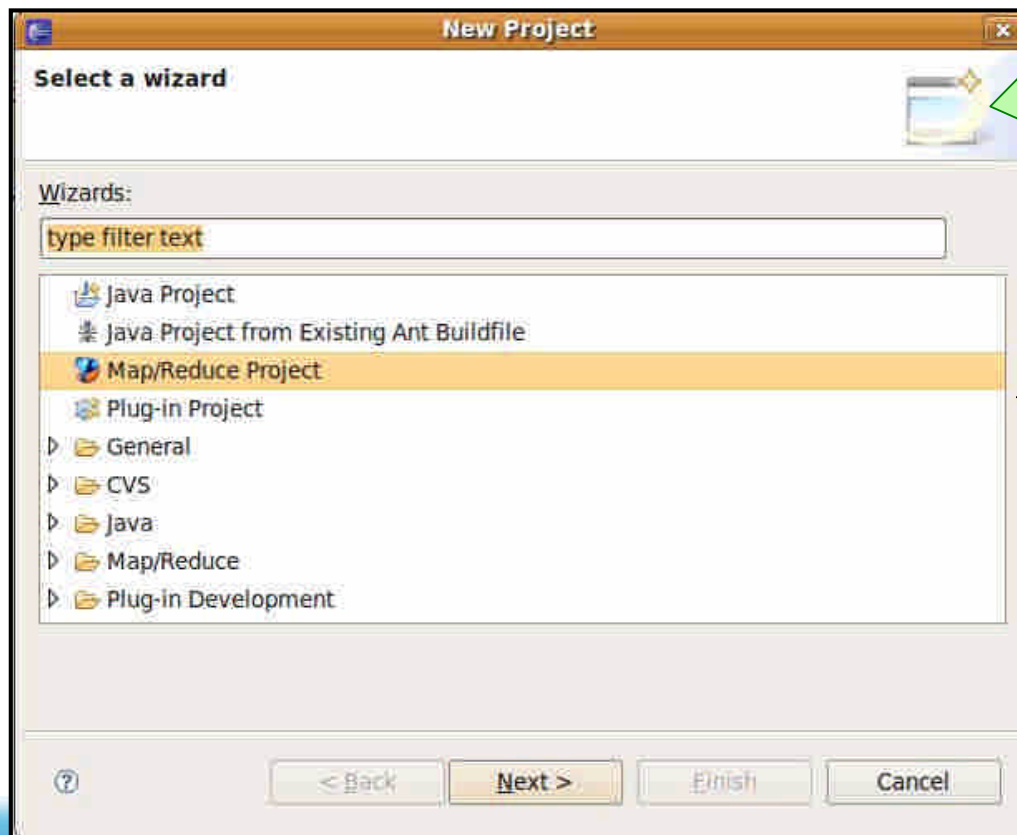 New Project
Select a wizard
Wizards:
type filter text
Java Project
Java Project from Existing Ant Buildfile
Map/Reduce Project
Plug-in Project
General
CVS
Java
Map/Reduce
Plug-in Development
< Back Next > Finish Cancel